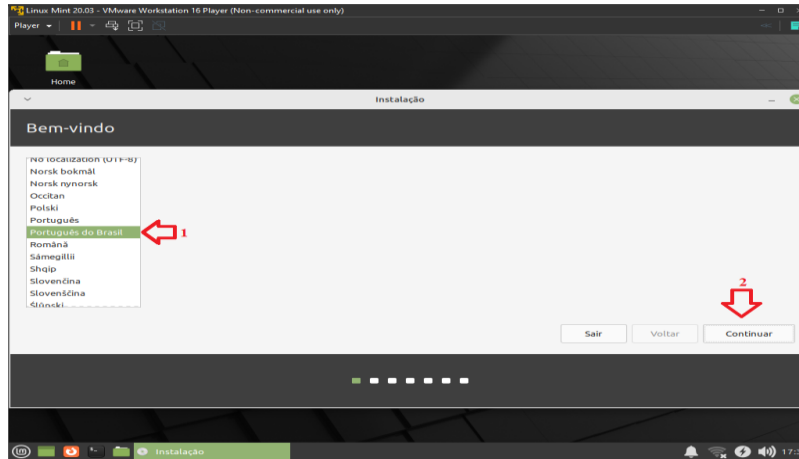 Linux Mint 20.03 - VMware Workstation 16 Player (Non-commercial use only)
Player
Home
Instalação
Bem-vindo
No localization (UTF-8)
Norsk bokmål
Norsk nynorsk
Occitan
Polski
Português
Português do Brasil
1
Română
Sámegillii
Shqip
Slovenčina
Slovenščina
Ślůnski
2
Sair
Voltar
Continuar
Instalação